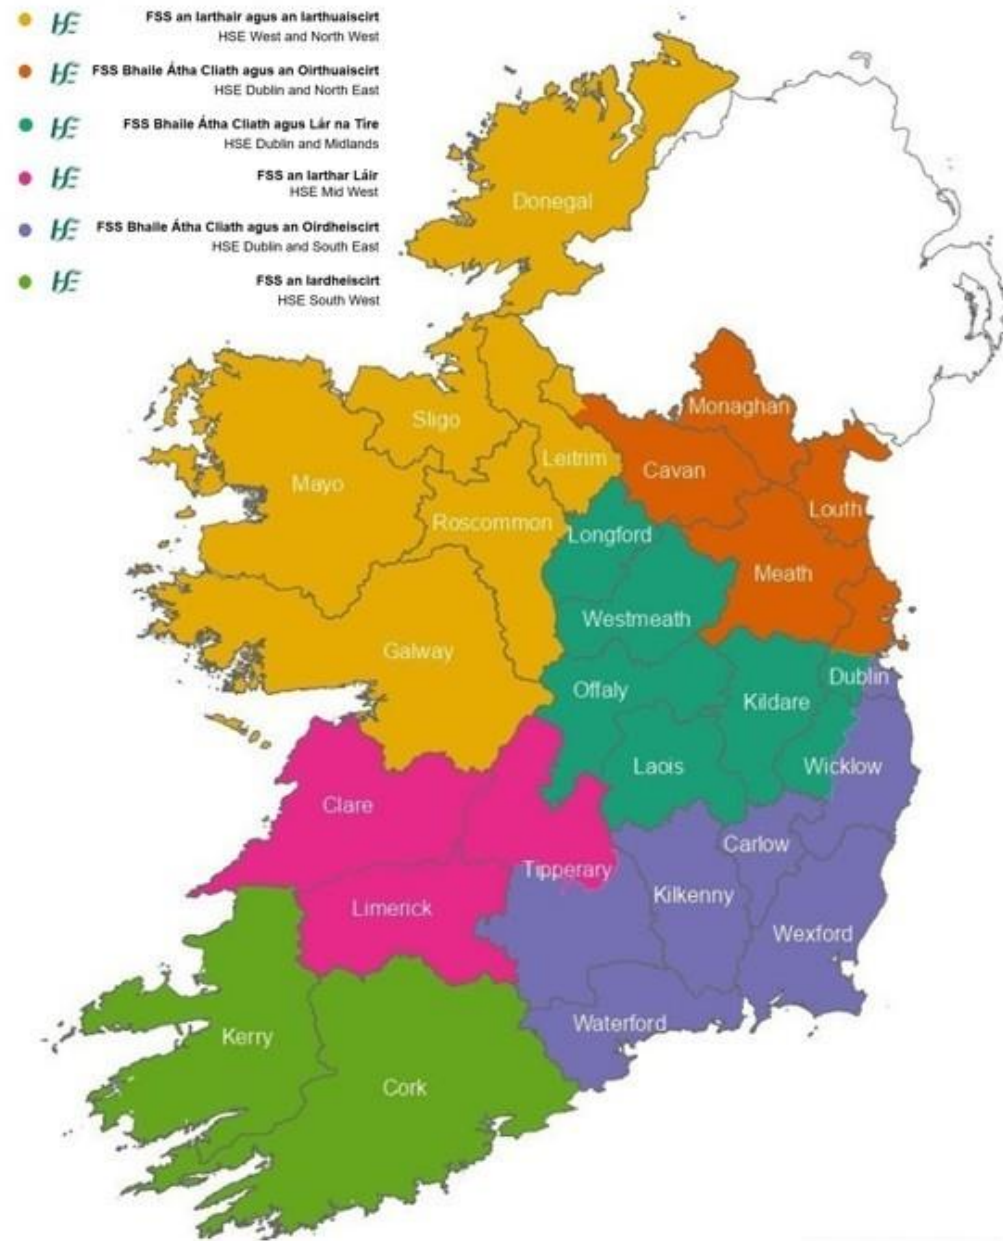 FSS an Iarthair agus an Iarthuaiscirt
HSE West and North West
FSS Bhaile Átha Cliath agus an Oirthuaiscirt
HSE Dublin and North East
FSS Bhaile Átha Cliath agus Lár na Tíre
HSE Dublin and Midlands
FSS an Iarthar Láir
HSE Mid West
FSS Bhaile Átha Cliath agus an Oirdheiscirt
HSE Dublin and South East
FSS an Iardheiscirt
HSE South West
Donegal
Monaghan
Sligo
Leitrim
Cavan
Mayo
Louth
Roscommon
Longford
Meath
Westmeath
Galway
Dublin
Offaly
Kildare
Laois
Wicklow
Clare
Carlow
Tipperary
Kilkenny
Limerick
Wexford
Waterford
Kerry
Cork